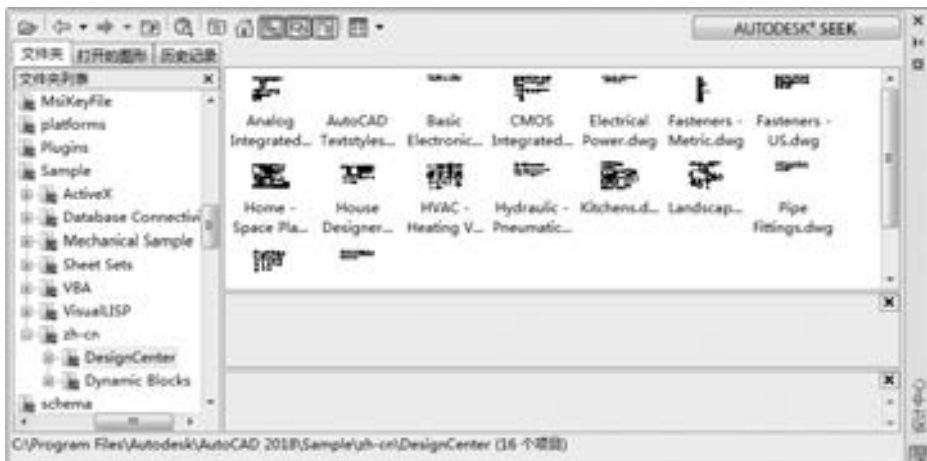 AUTODESK® SEEK
文件夹 打开的图形 历史记录
文件夹列表
MsiKeyFile
platforms
Plugins
Sample
ActiveX
Database Connectivi
Mechanical Sample
Sheet Sets
VBA
VisualLISP
zh-cn
DesignCenter
Dynamic Blocks
schema
Analog Integrated...
AutoCAD Textstyles...
Basic Electronic...
CMOS Integrated...
Electrical Power.dwg
Fasteners - Metric.dwg
Fasteners - US.dwg
Home - Space Pla...
House Designer...
HVAC - Heating V...
Hydraulic - Pneumatic...
Kitchens.d...
Landscap...
Pipe Fittings.dwg
C:\Program Files\Autodesk\AutoCAD 2018\Sample\zh-cn\DesignCenter (16 个项目)